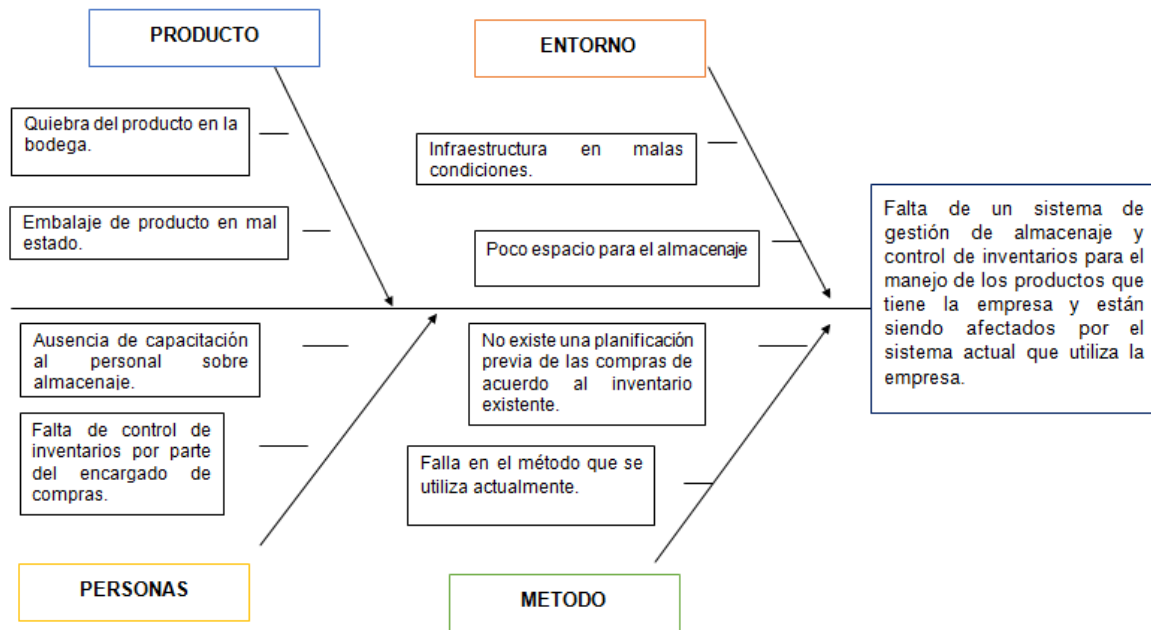 PRODUCTO
ENTORNO
Quiebra del producto en la
bodega.
Embalaje de producto en mal
estado.
Infraestructura en malas
condiciones.
Poco espacio para el almacenaje
Falta de un sistema de
gestión de almacenaje y
control de inventarios para el
manejo de los productos que
tiene la empresa y están
siendo afectados por el
sistema actual que utiliza la
empresa.
Ausencia de capacitación
al personal sobre
almacenaje.
Falta de control de
inventarios por parte
del encargado de
compras.
No existe una planificación
previa de las compras de
acuerdo al inventario
existente.
Falla en el método que se
utiliza actualmente.
PERSONAS
METODO